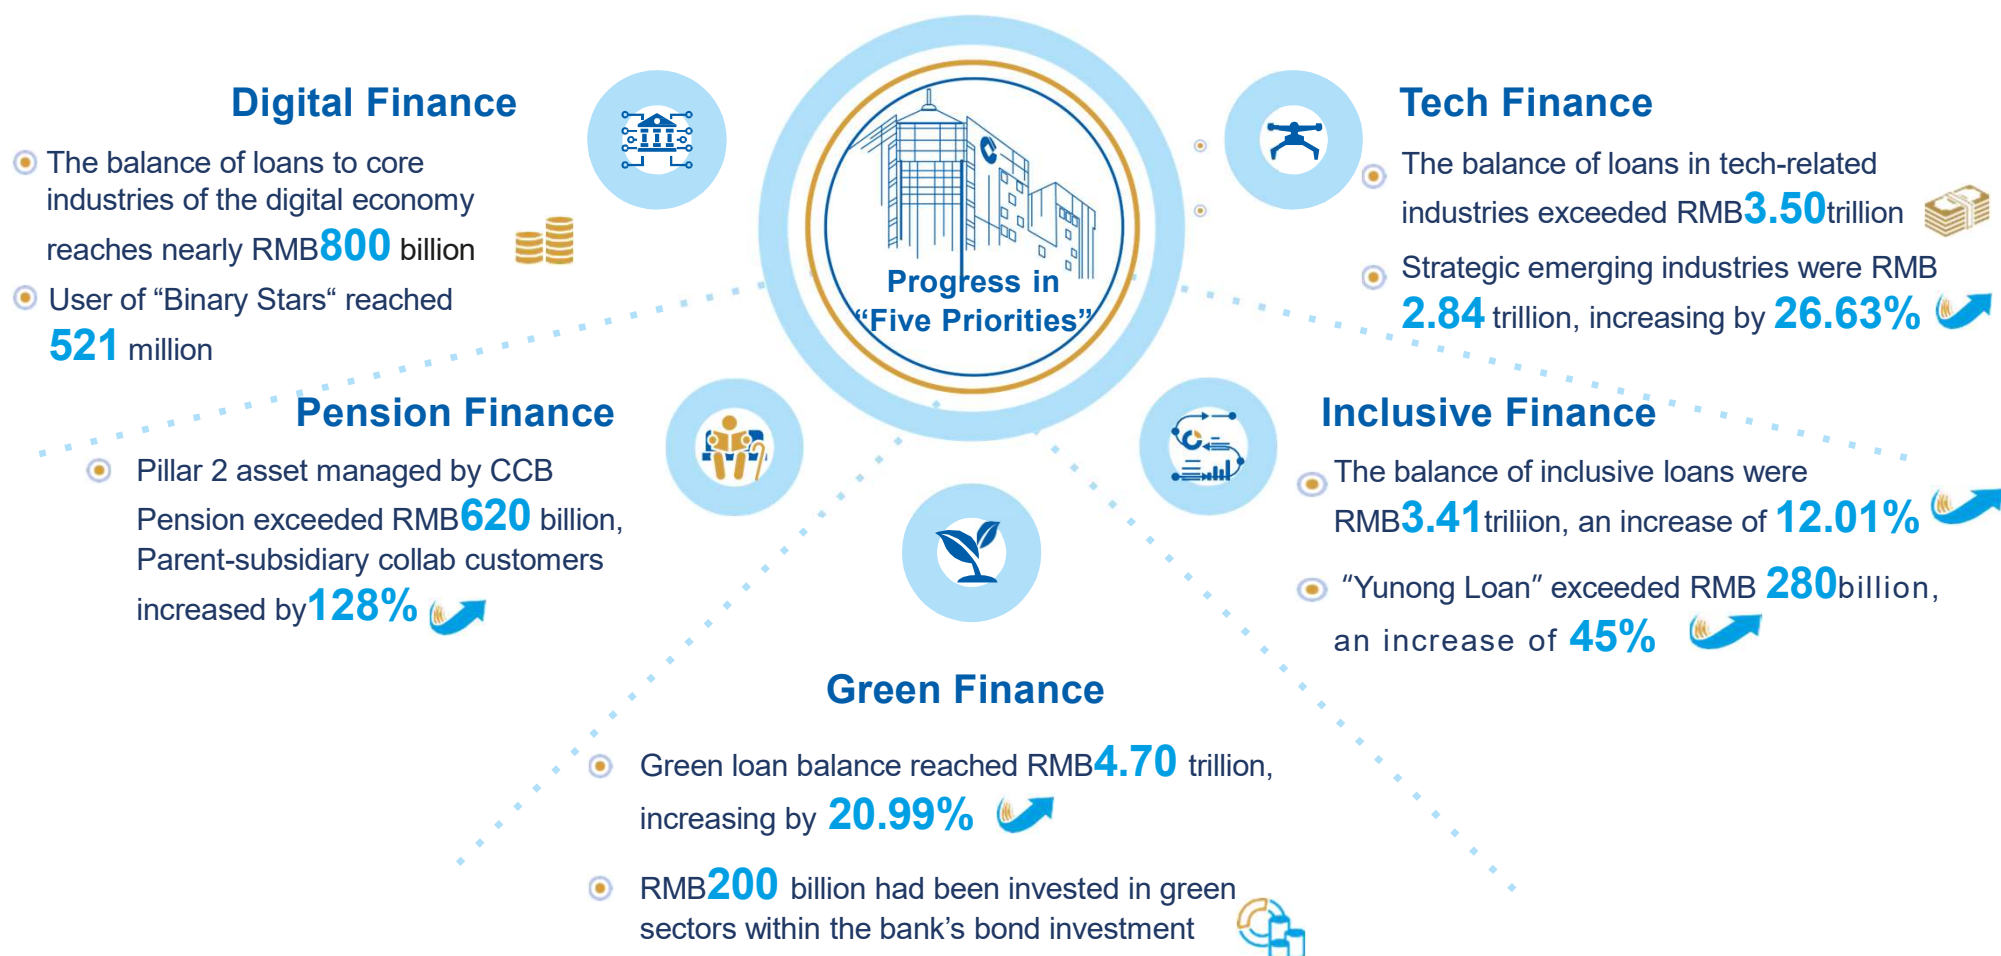 Progress in
“Five Priorities”
Digital Finance
The balance of loans to core
industries of the digital economy
reaches nearly RMB800 billion
User of “Binary Stars“ reached
521 million
Tech Finance
The balance of loans in tech-related
industries exceeded RMB3.50trillion
Strategic emerging industries were RMB
2.84 trillion, increasing by 26.63%
Pension Finance
Pillar 2 asset managed by CCB
Pension exceeded RMB620 billion,
Parent-subsidiary collab customers
increased by128%
Inclusive Finance
The balance of inclusive loans were
RMB3.41triliion, an increase of 12.01%
“Yunong Loan” exceeded RMB 280billion,
an increase of 45%
Green Finance
Green loan balance reached RMB4.70 trillion,
increasing by 20.99%
RMB200 billion had been invested in green
sectors within the bank’s bond investment